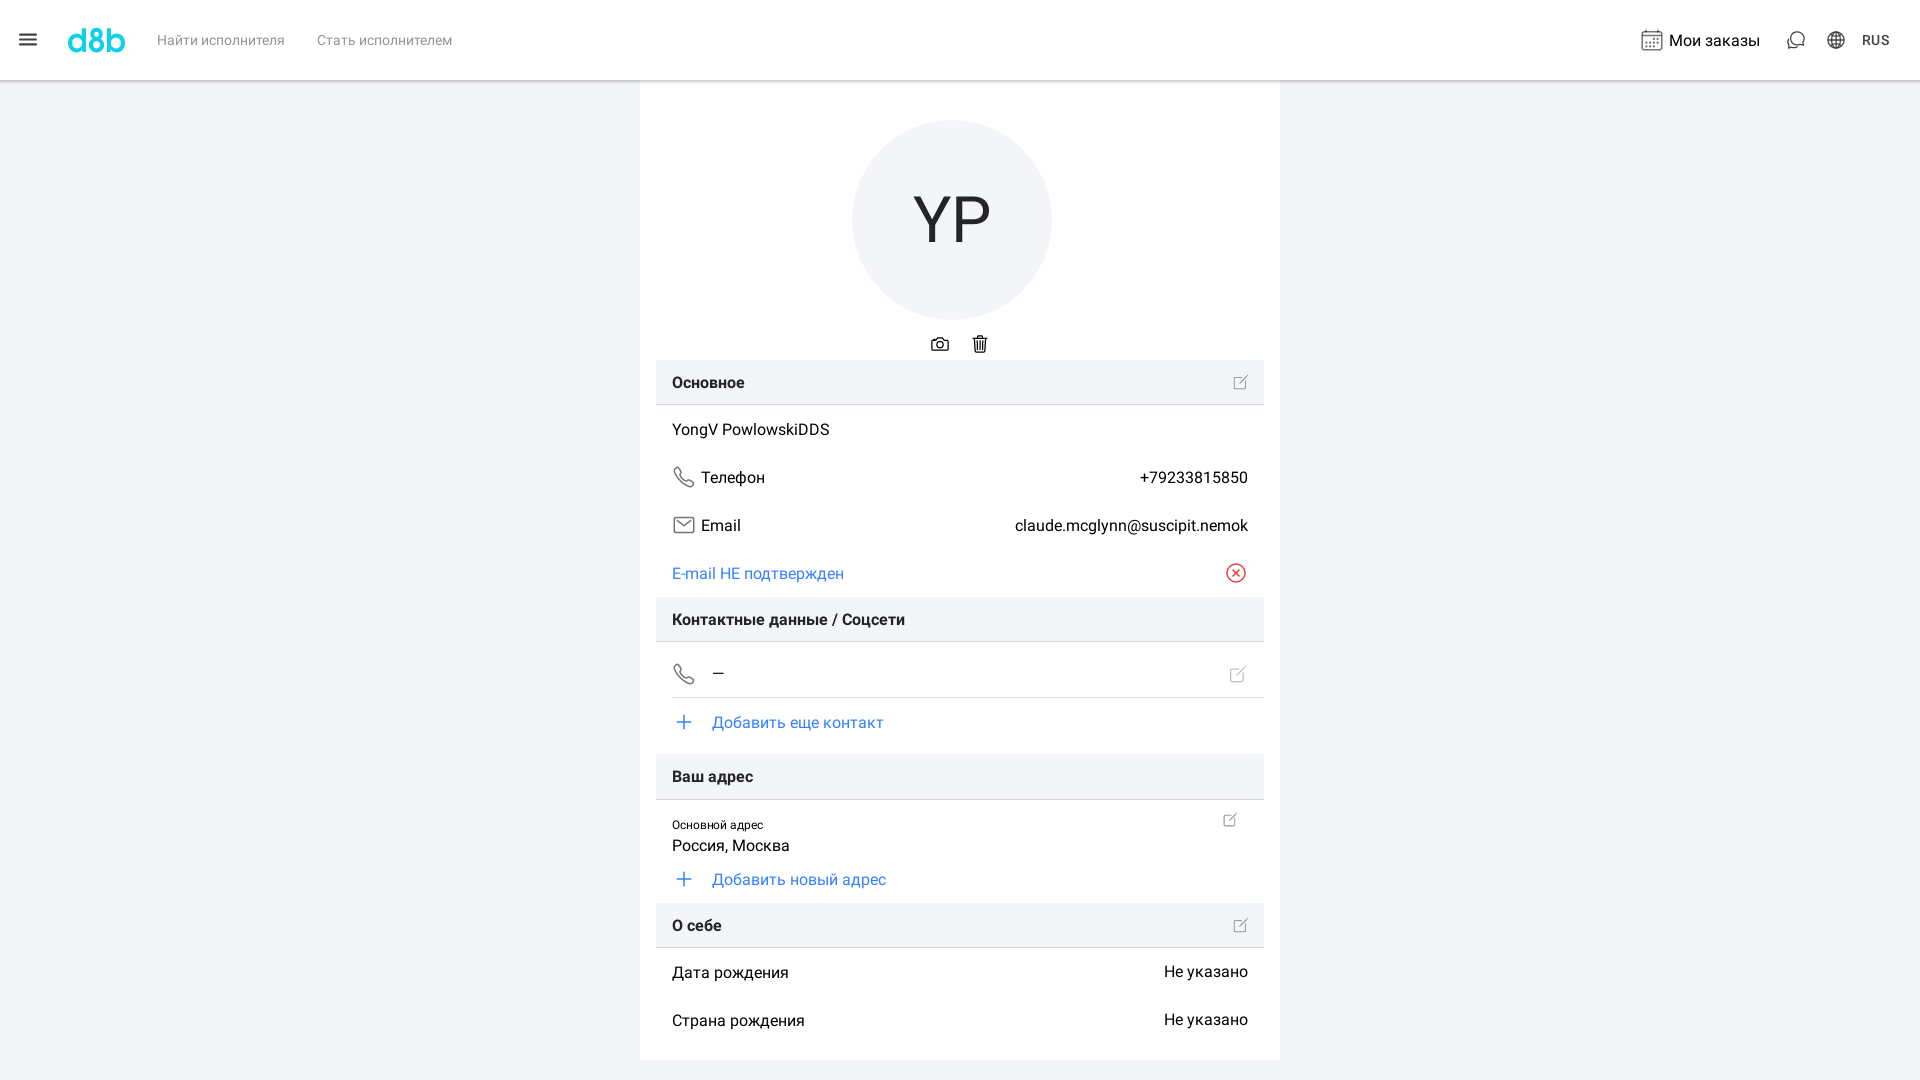 d8b
Найти исполнителя
Стать исполнителем
Мои заказы
RUS
YP
Основное
YongV PowlowskiDDS
Телефон
+79233815850
Email
claude.mcglynn@suscipit.nemok
E-mail НЕ подтвержден
Контактные данные / Соцсети
—
Добавить еще контакт
Ваш адрес
Основной адрес
Россия, Москва
Добавить новый адрес
О себе
Дата рождения
Не указано
Страна рождения
Не указано